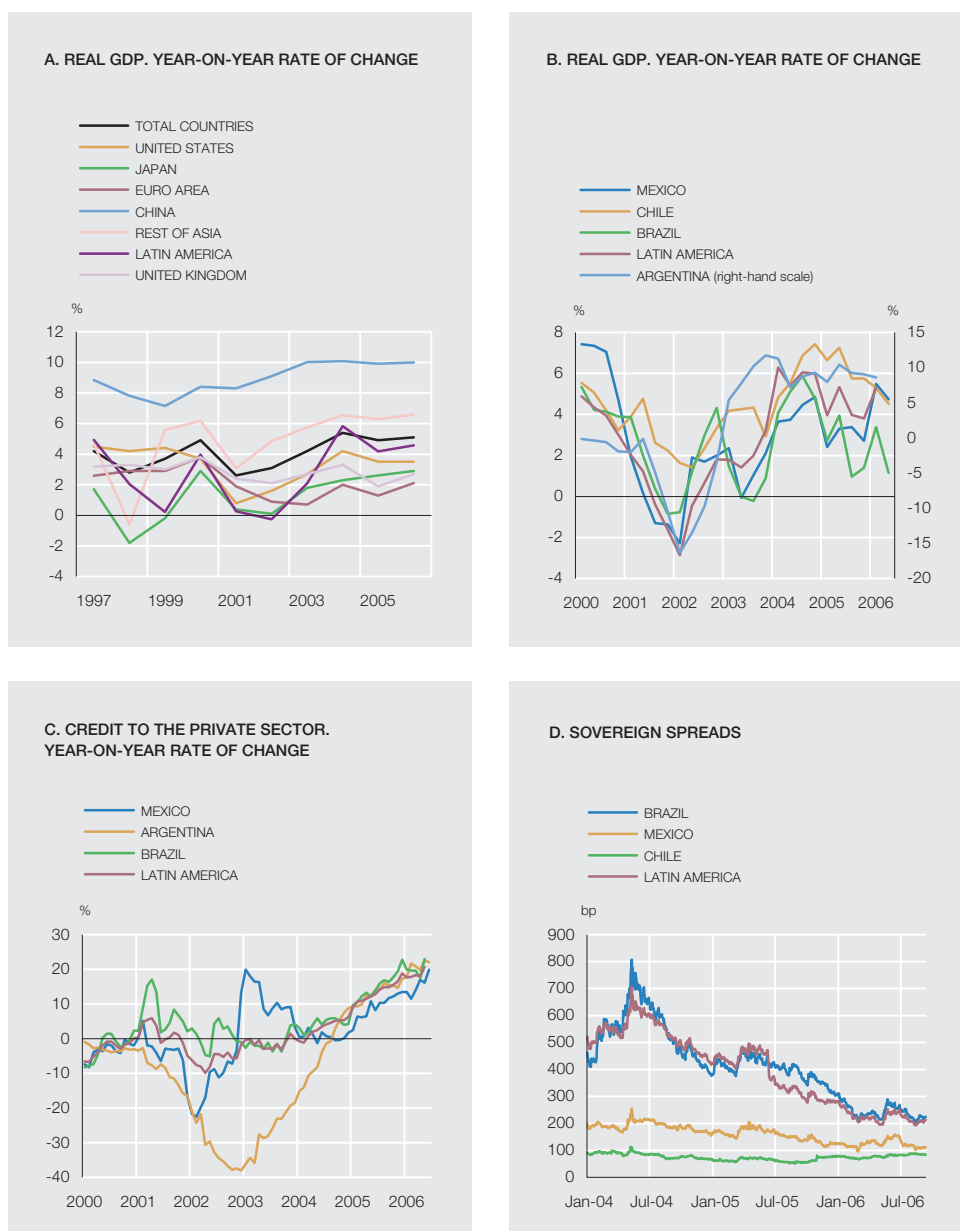 A. REAL GDP. YEAR-ON-YEAR RATE OF CHANGE
TOTAL COUNTRIES
UNITED STATES
JAPAN
EURO AREA
CHINA
REST OF ASIA
LATIN AMERICA
UNITED KINGDOM
%
12
10
8
6
4
2
0
-2
-4
1997 1999 2001 2003 2005
B. REAL GDP. YEAR-ON-YEAR RATE OF CHANGE
MEXICO
CHILE
BRAZIL
LATIN AMERICA
ARGENTINA (right-hand scale)
% %
8 15
6 10
4 5
2 0
0 -5
-2 -10
-4 -15
-20
2000 2001 2002 2003 2004 2005 2006
C. CREDIT TO THE PRIVATE SECTOR.
YEAR-ON-YEAR RATE OF CHANGE
MEXICO
ARGENTINA
BRAZIL
LATIN AMERICA
%
30
20
10
0
-10
-20
-30
-40
2000 2001 2002 2003 2004 2005 2006
D. SOVEREIGN SPREADS
BRAZIL
MEXICO
CHILE
LATIN AMERICA
bp
900
800
700
600
500
400
300
200
100
0
Jan-04 Jul-04 Jan-05 Jul-05 Jan-06 Jul-06